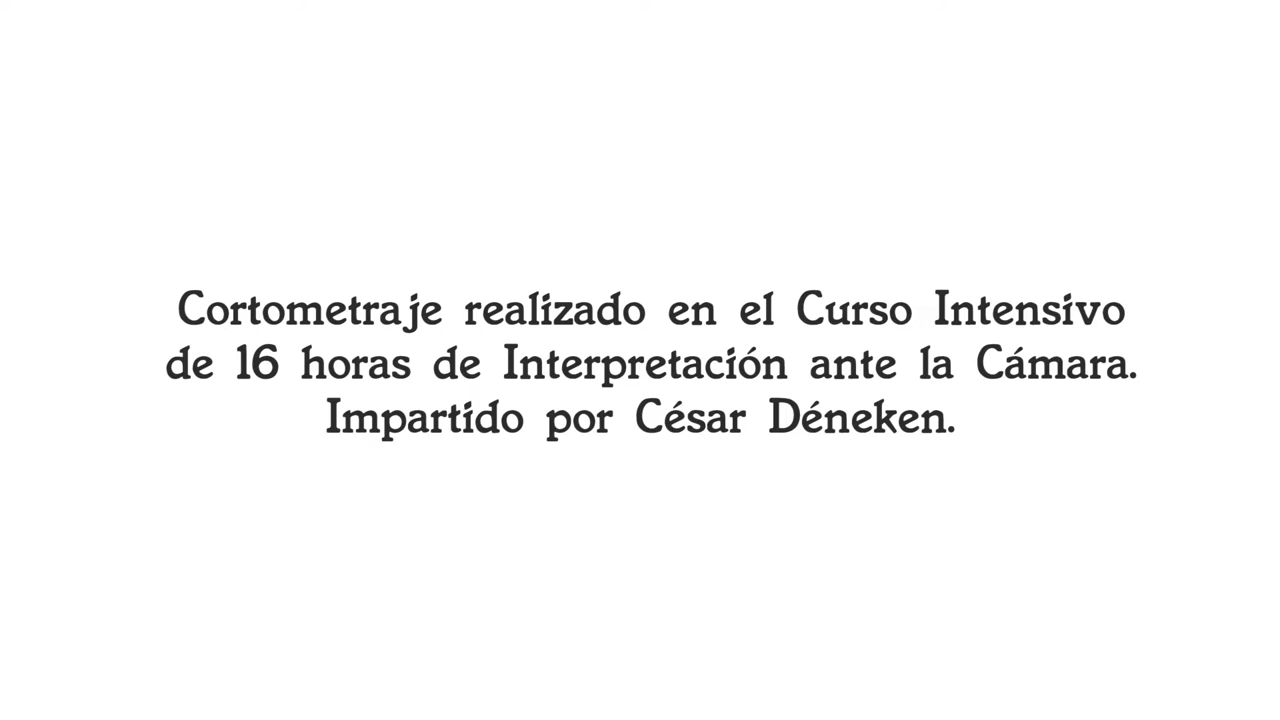 Cortometraje realizado en el Curso Intensivo
de 16 horas de Interpretación ante la Cámara.
Impartido por César Déneken.